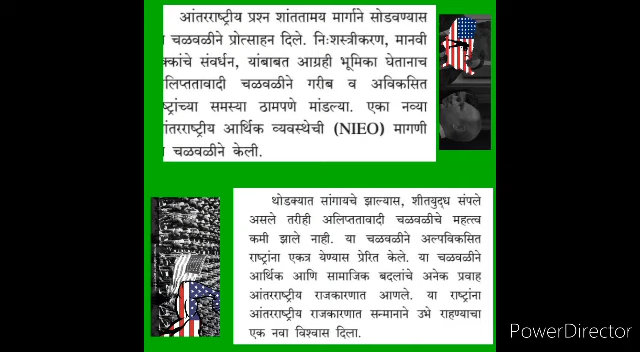 आंतरराष्ट्रीय प्रश्न शांततामय मार्गाने सोडवण्यास
चळवळीने प्रोत्साहन दिले. निःशस्त्रीकरण, मानवी
क्कांचे संवर्धन, यांबाबत आग्रही भूमिका घेतानाच
लिप्ततावादी चळवळीने गरीब व अविकसित
ष्ट्रांच्या समस्या ठामपणे मांडल्या. एका नव्या
ांतरराष्ट्रीय आर्थिक व्यवस्थेची (NIEO) मागणी
चळवळीने केली.
थोडक्यात सांगायचे झाल्यास, शीतयुद्ध संपले
असले तरीही अलिप्ततावादी चळवळीचे महत्त्व
कमी झाले नाही. या चळवळीने अल्पविकसित
राष्ट्रांना एकत्र येण्यास प्रेरित केले. या चळवळीने
आर्थिक आणि सामाजिक बदलांचे अनेक प्रवाह
आंतरराष्ट्रीय राजकारणात आणले. या राष्ट्रांना
आंतरराष्ट्रीय राजकारणात सन्मानाने उभे राहण्याचा
एक नवा विश्वास दिला.
PowerDirector